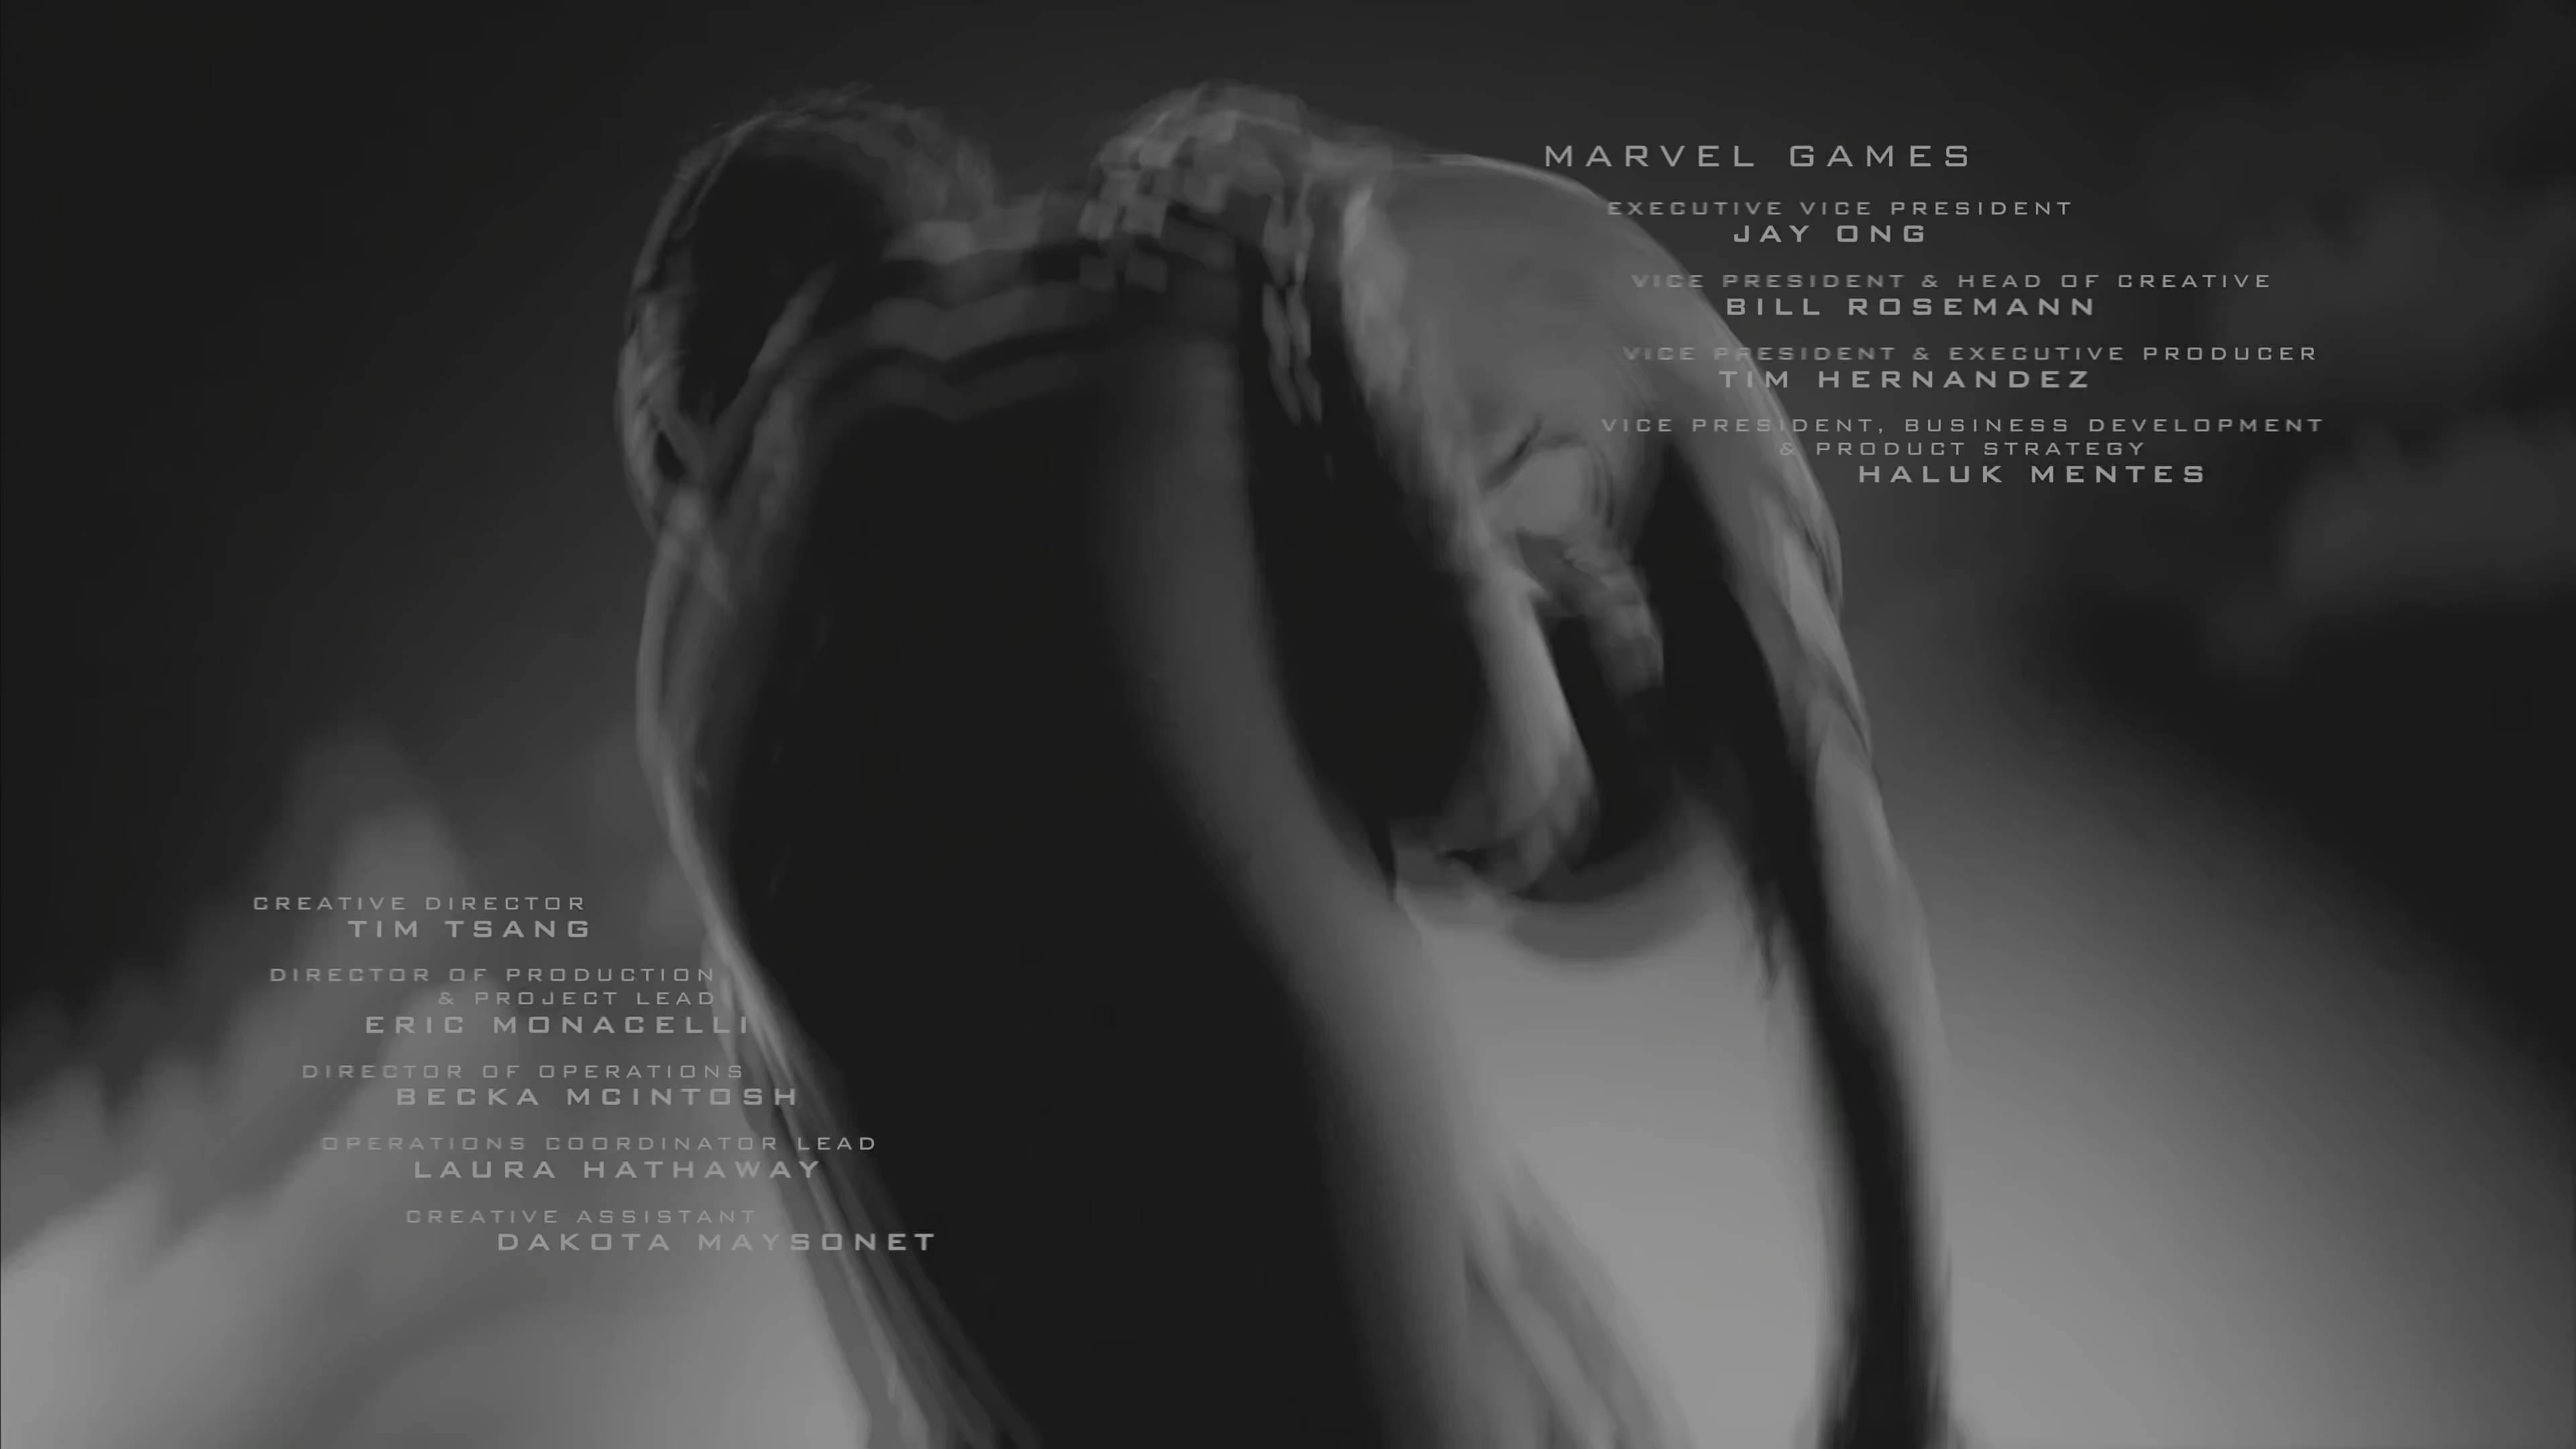 MARVEL GAMES
EXECUTIVE VICE PRESIDENT
JAY ONG
VICE PRESIDENT & HEAD OF CREATIVE
BILL ROSEMANN
VICE PRESIDENT & EXECUTIVE PRODUCER
TIM HERNANDEZ
VICE PRESIDENT, BUSINESS DEVELOPMENT
& PRODUCT STRATEGY
HALUK MENTES
CREATIVE DIRECTOR
TIM TSANG
DIRECTOR OF PRODUCTION
& PROJECT LEAD
ERIC MONACELLI
DIRECTOR OF OPERATIONS
BECKA MCINTOSH
OPERATIONS COORDINATOR LEAD
LAURA HATHAWAY
CREATIVE ASSISTANT
DAKOTA MAYSONET